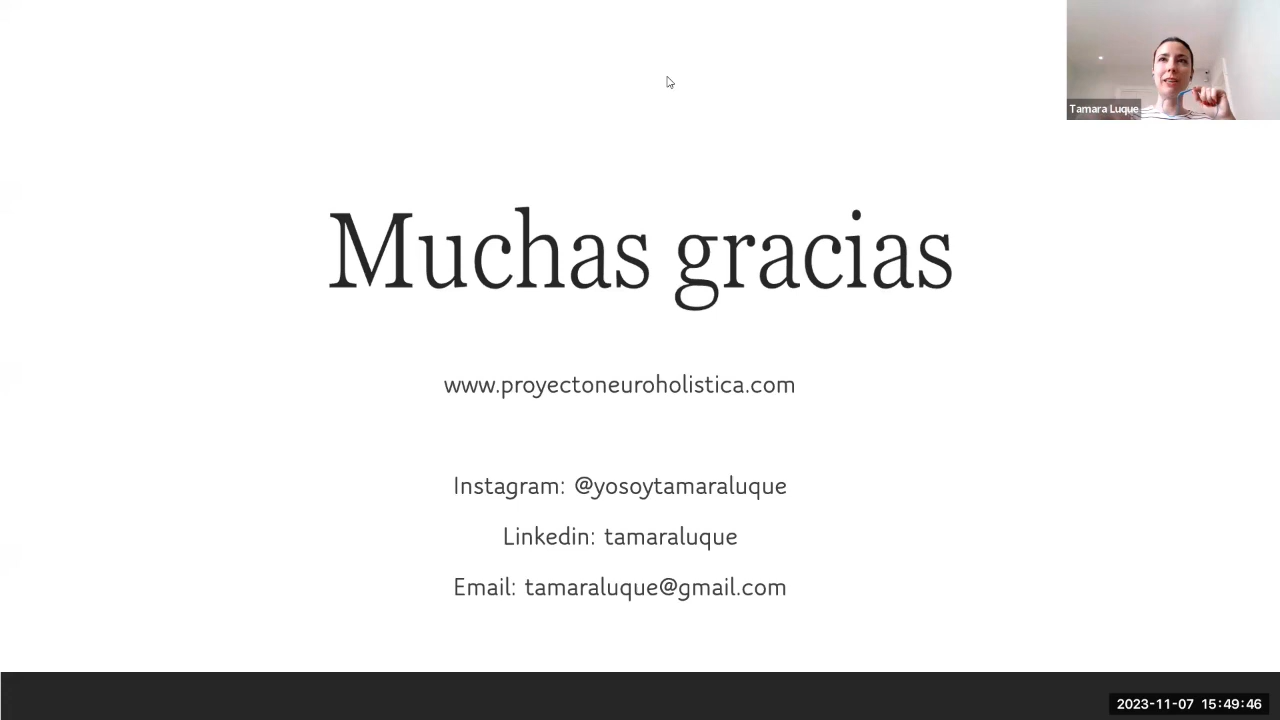 Tamara Luque
Muchas gracias
www.proyectoneuroholistica.com
Instagram: @yosoytamaraluque
Linkedin: tamaraluque
Email: tamaraluque@gmail.com
2023-11-07 15:49:46